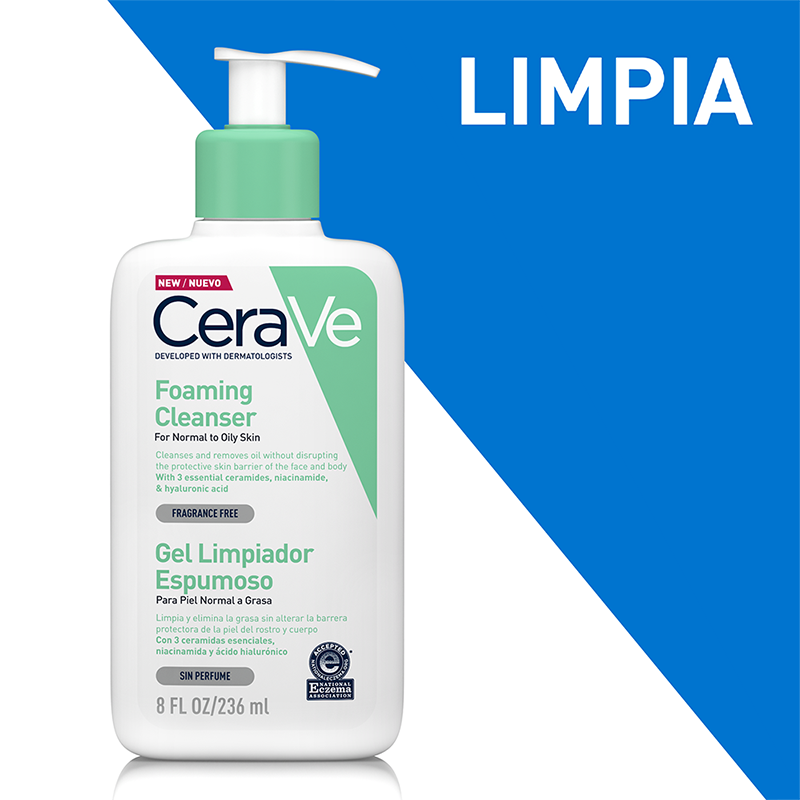 LIMPIA
NEW / NUEVO
CeraVe
DEVELOPED WITH DERMATOLOGISTS
Foaming
Cleanser
For Normal to Oily Skin
Cleanses and removes oil without disrupting
the protective skin barrier of the face and body
With 3 essential ceramides, niacinamide,
& hyaluronic acid
FRAGRANCE FREE
Gel Limpiador
Espumoso
Para Piel Normal a Grasa
Limpia y elimina la grasa sin alterar la barrera
protectora de la piel del rostro y cuerpo
Con 3 ceramidas esenciales,
niacinamida y ácido hialurónico
SIN PERFUME
ACCEPTED
NATIONALECZEMA.ORG
NATIONAL
Eczema
ASSOCIATION
8 FL OZ/236 ml